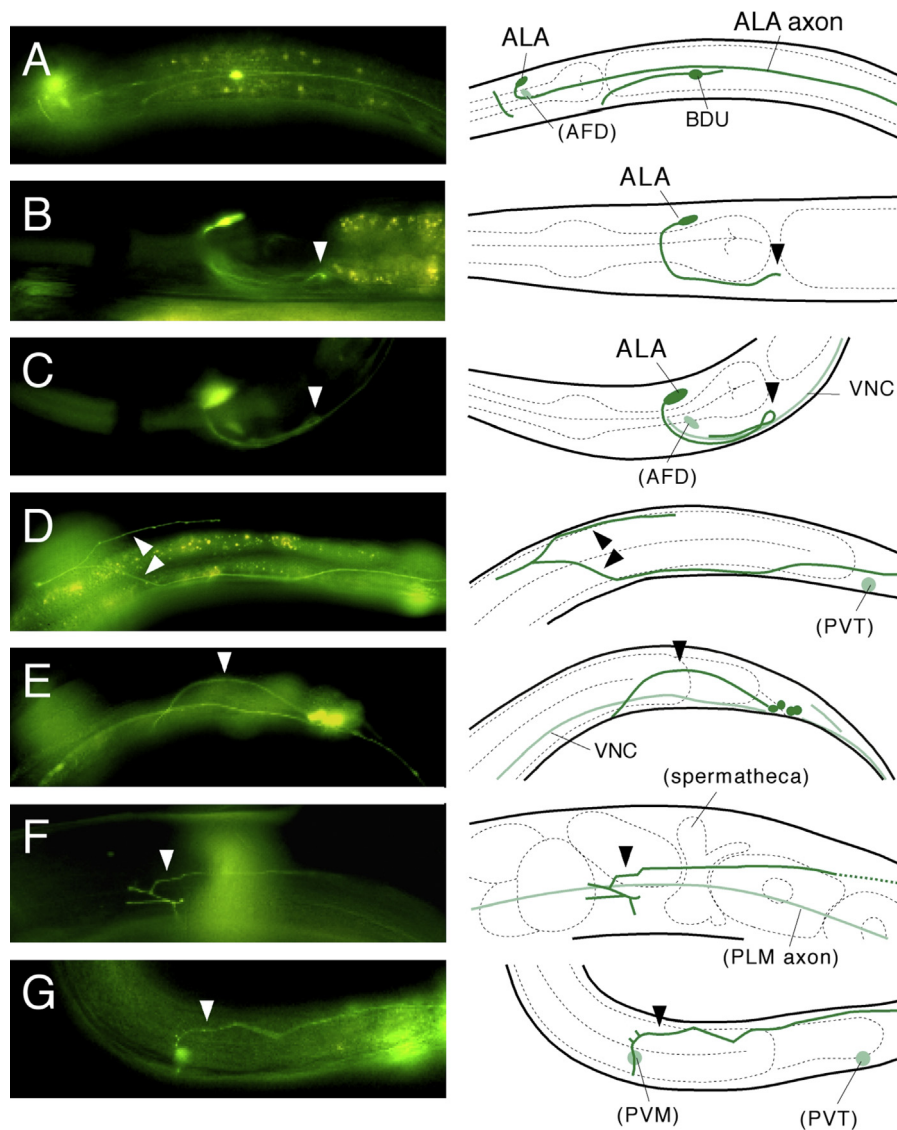 A
ALA
ALA axon
(AFD)
BDU
B
ALA
C
ALA
VNC
(AFD)
D
(PVT)
E
VNC
(spermatheca)
F
(PLM axon)
G
(PVM)
(PVT)